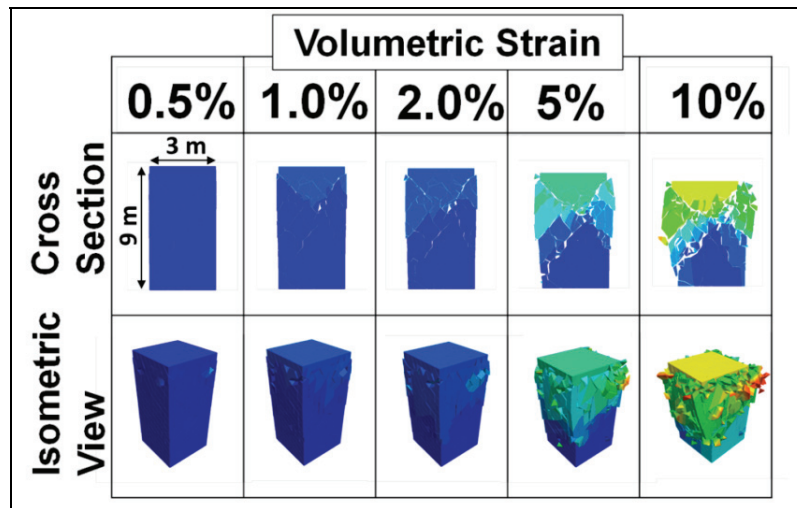 Volumetric Strain
0.5% 1.0% 2.0% 5% 10%
Cross
Section
3 m
9 m
Isometric
View